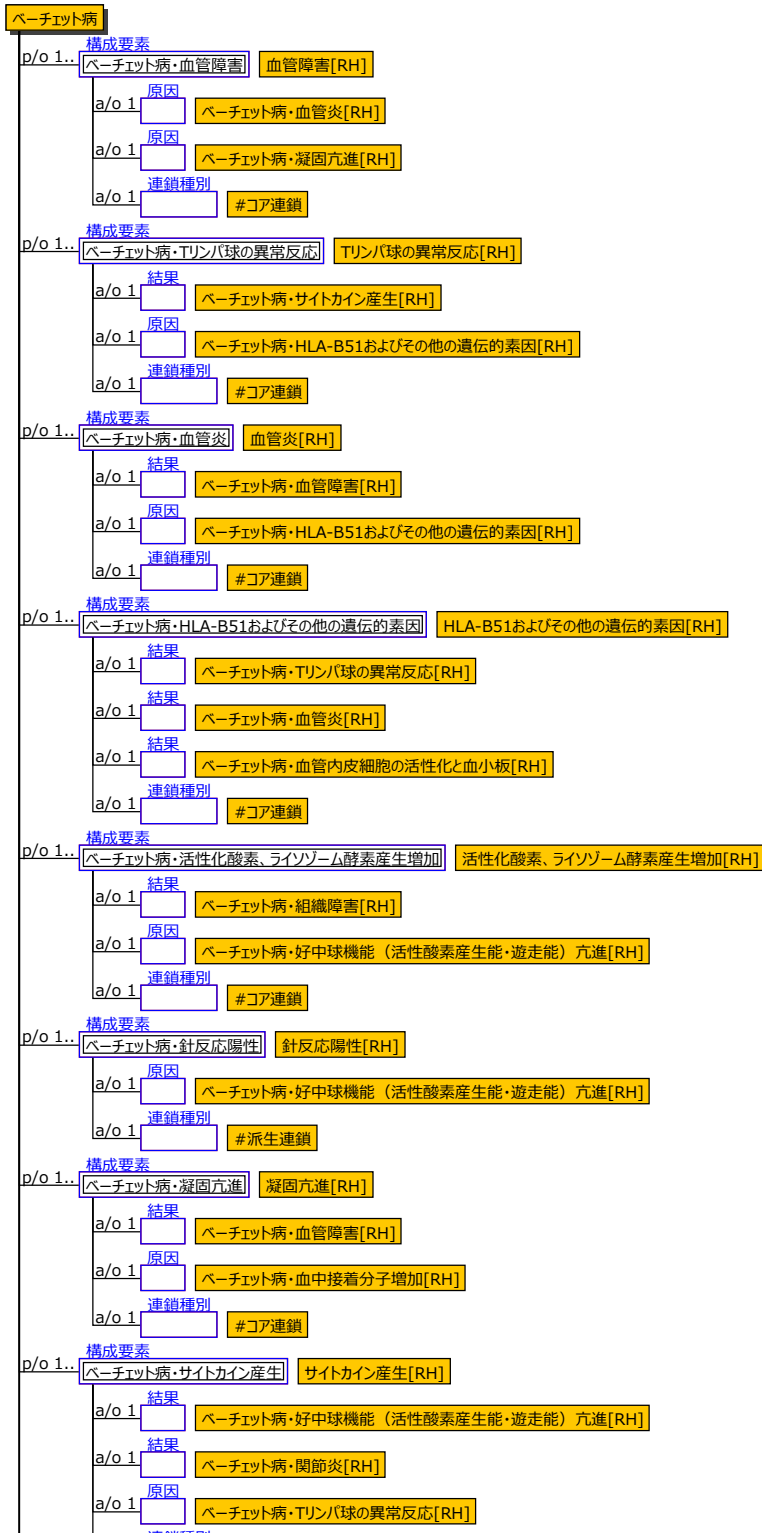 ベーチェット病
構成要素
p/o 1.. ベーチェット病・血管障害 血管障害[RH]
原因
a/o 1 ベーチェット病・血管炎[RH]
原因
a/o 1 ベーチェット病・凝固亢進[RH]
連鎖種別
a/o 1 #コア連鎖
構成要素
p/o 1.. ベーチェット病・Tリンパ球の異常反応 Tリンパ球の異常反応[RH]
結果
a/o 1 ベーチェット病・サイトカイン産生[RH]
原因
a/o 1 ベーチェット病・HLA-B51およびその他の遺伝的素因[RH]
連鎖種別
a/o 1 #コア連鎖
構成要素
p/o 1.. ベーチェット病・血管炎 血管炎[RH]
結果
a/o 1 ベーチェット病・血管障害[RH]
原因
a/o 1 ベーチェット病・HLA-B51およびその他の遺伝的素因[RH]
連鎖種別
a/o 1 #コア連鎖
構成要素
p/o 1.. ベーチェット病・HLA-B51およびその他の遺伝的素因 HLA-B51およびその他の遺伝的素因[RH]
結果
a/o 1 ベーチェット病・Tリンパ球の異常反応[RH]
結果
a/o 1 ベーチェット病・血管炎[RH]
結果
a/o 1 ベーチェット病・血管内皮細胞の活性化と血小板[RH]
連鎖種別
a/o 1 #コア連鎖
構成要素
p/o 1.. ベーチェット病・活性化酸素、ライソゾーム酵素産生増加 活性化酸素、ライソゾーム酵素産生増加[RH]
結果
a/o 1 ベーチェット病・組織障害[RH]
原因
a/o 1 ベーチェット病・好中球機能（活性酸素産生能・遊走能）亢進[RH]
連鎖種別
a/o 1 #コア連鎖
構成要素
p/o 1.. ベーチェット病・針反応陽性 針反応陽性[RH]
原因
a/o 1 ベーチェット病・好中球機能（活性酸素産生能・遊走能）亢進[RH]
連鎖種別
a/o 1 #派生連鎖
構成要素
p/o 1.. ベーチェット病・凝固亢進 凝固亢進[RH]
結果
a/o 1 ベーチェット病・血管障害[RH]
原因
a/o 1 ベーチェット病・血中接着分子増加[RH]
連鎖種別
a/o 1 #コア連鎖
構成要素
p/o 1.. ベーチェット病・サイトカイン産生 サイトカイン産生[RH]
結果
a/o 1 ベーチェット病・好中球機能（活性酸素産生能・遊走能）亢進[RH]
結果
a/o 1 ベーチェット病・関節炎[RH]
原因
a/o 1 ベーチェット病・Tリンパ球の異常反応[RH]